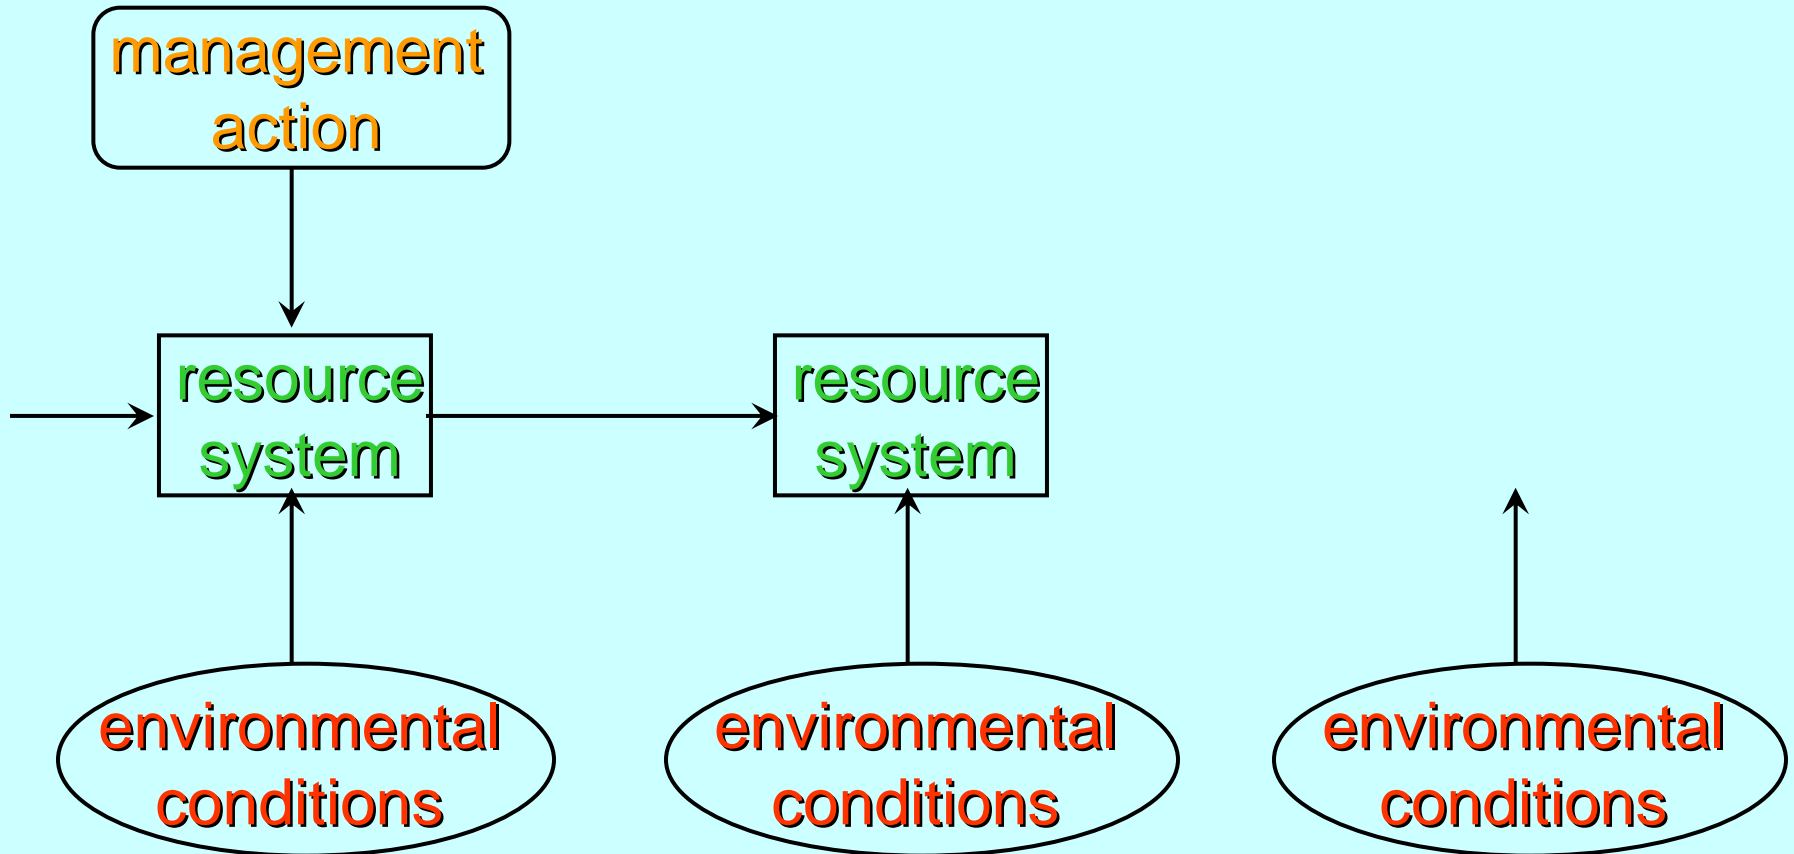 management
action
resource
system
resource
system
environmental
conditions
environmental
conditions
environmental
conditions